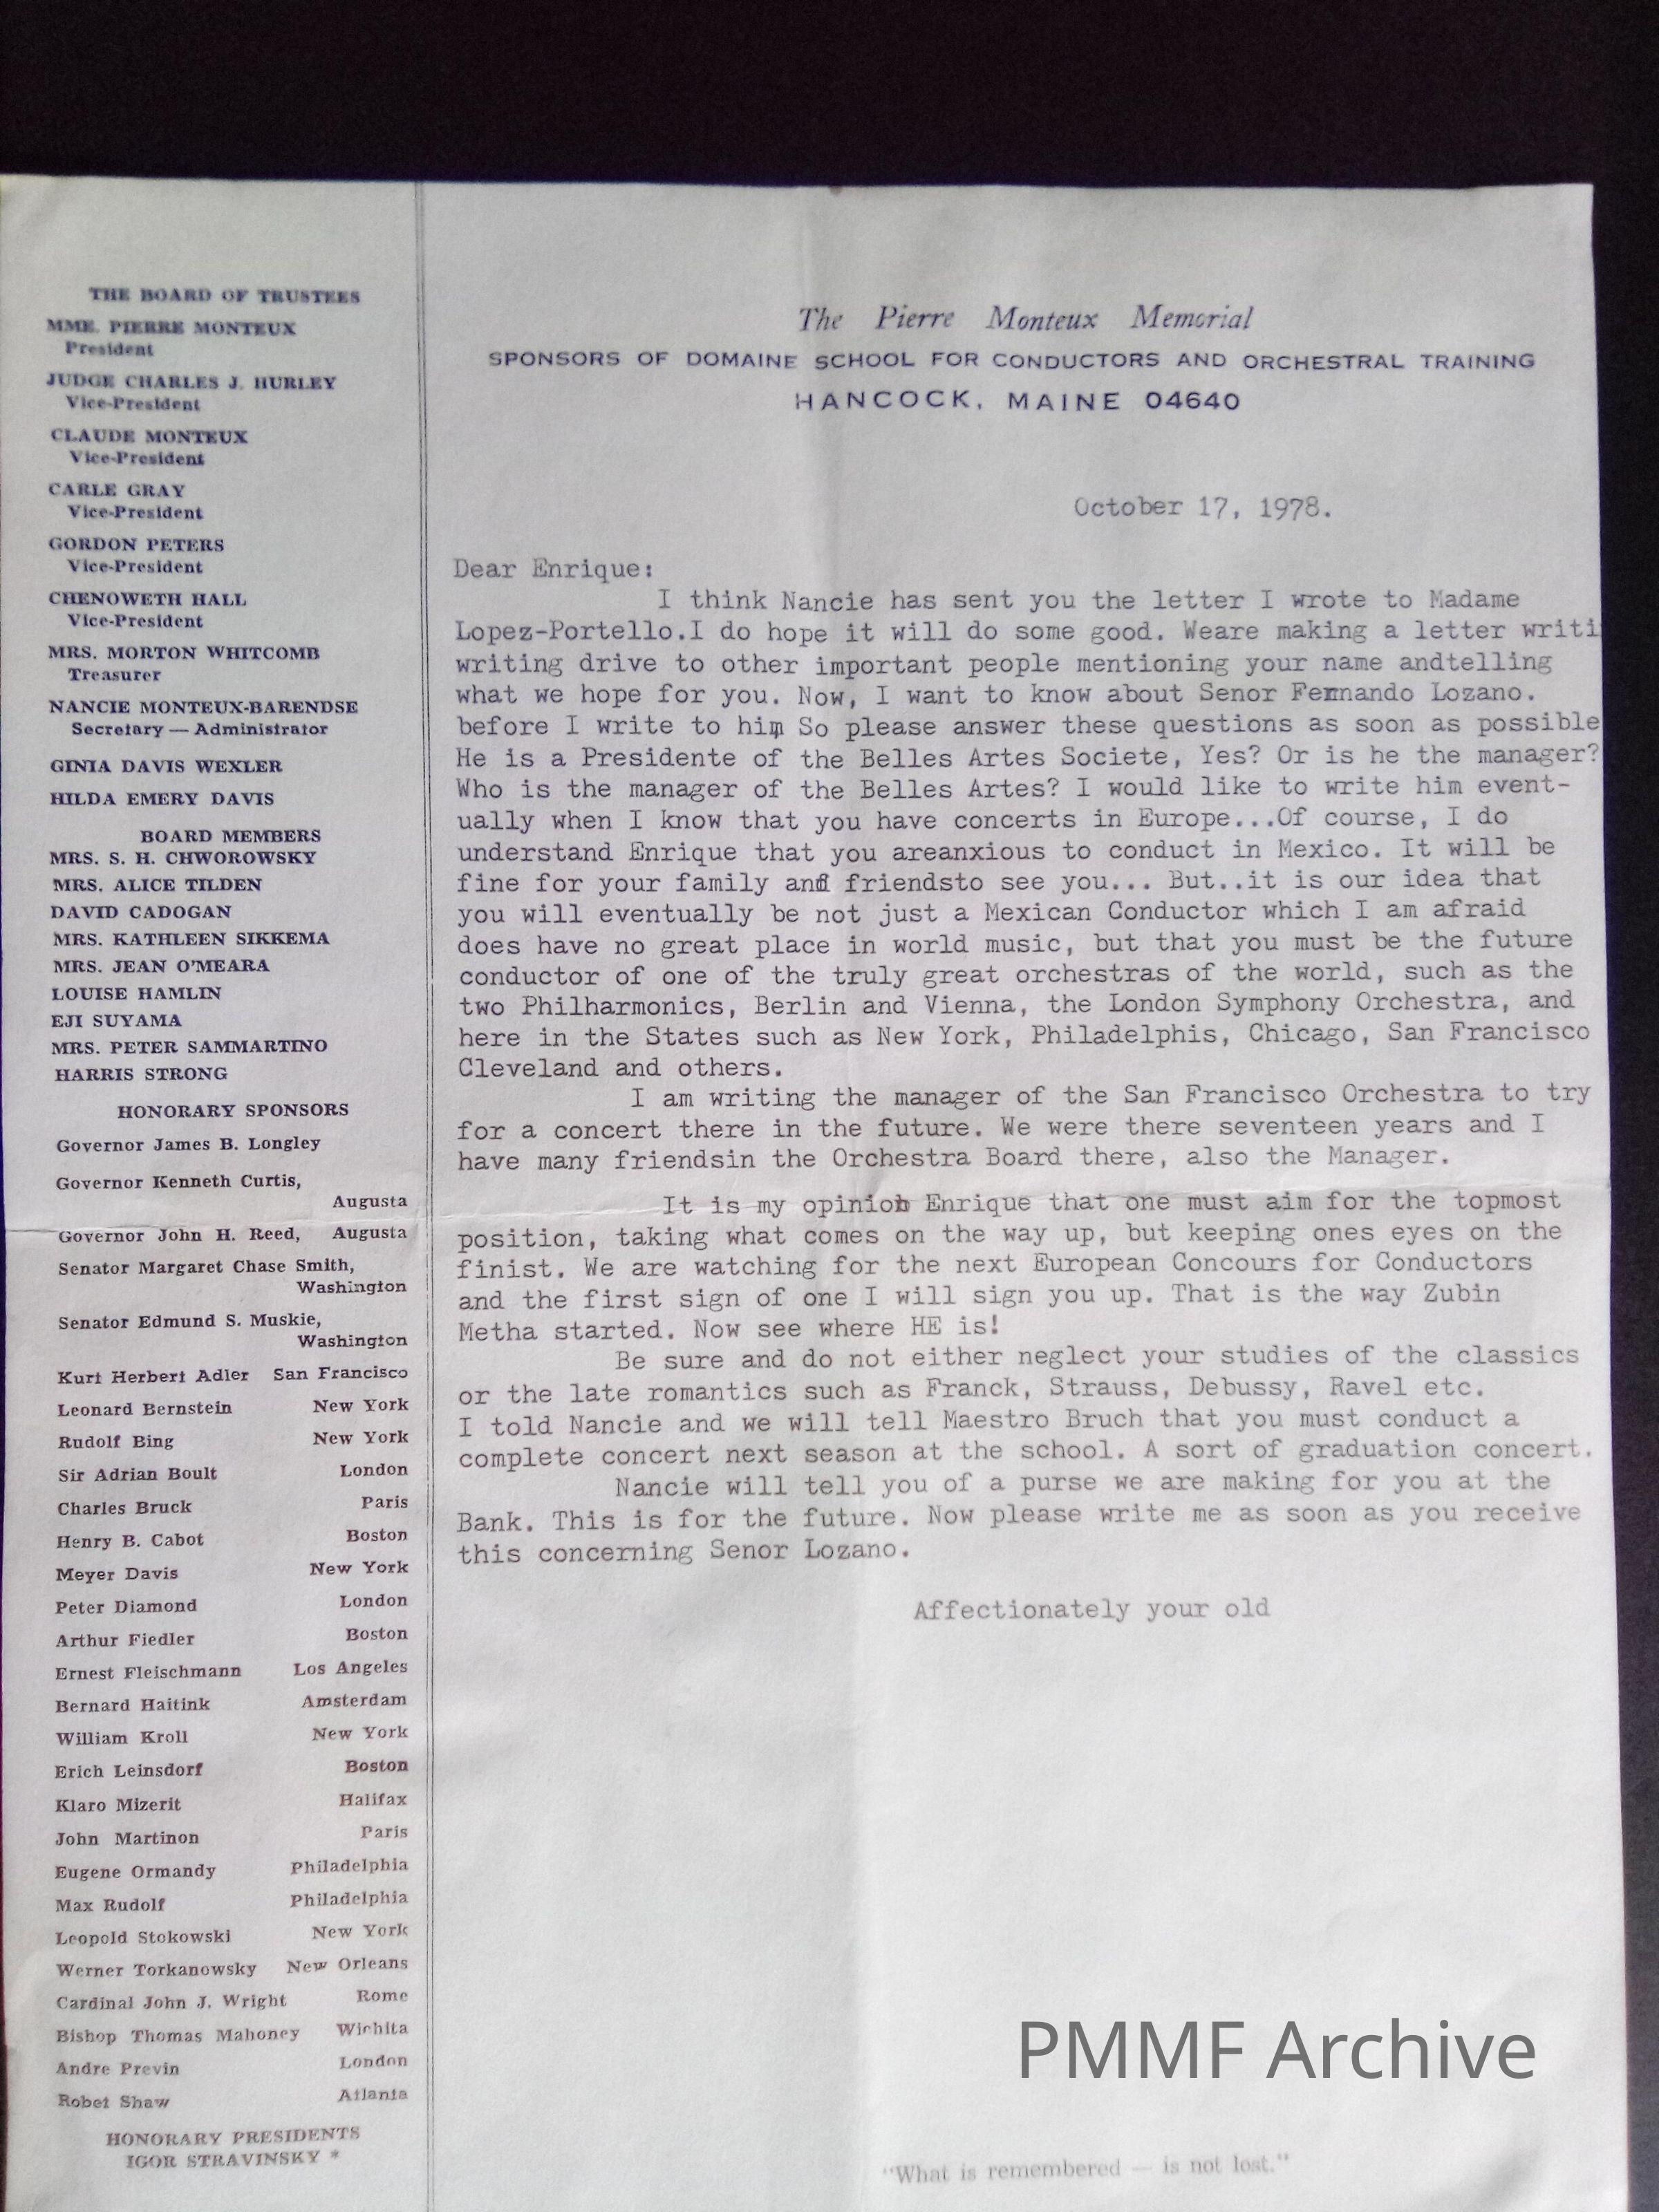 THE BOARD OF TRUSTEES
MME. PIERRE MONTEUX
President
JUDGE CHARLES J. HURLEY
Vice-President
CLAUDE MONTEUX
Vice-President
CARLE GRAY
Vice-President
GORDON PETERS
Vice-President
CHENOWETH HALL
Vice-President
MRS. MORTON WHITCOMB
Treasurer
NANCIE MONTEUX-BARENDSE
Secretary — Administrator
GINIA DAVIS WEXLER
HILDA EMERY DAVIS
BOARD MEMBERS
MRS. S. H. CHWOROWSKY
MRS. ALICE TILDEN
DAVID CADOGAN
MRS. KATHLEEN SIKKEMA
MRS. JEAN O'MEARA
LOUISE HAMLIN
EJI SUYAMA
MRS. PETER SAMMARTINO
HARRIS STRONG
HONORARY SPONSORS
Governor James B. Longley
Governor Kenneth Curtis,
Augusta
Governor John H. Reed, Augusta
Senator Margaret Chase Smith,
Washington
Senator Edmund S. Muskie,
Washington
Kurt Herbert Adler San Francisco
Leonard Bernstein New York
Rudolf Bing New York
Sir Adrian Boult London
Charles Bruck Paris
Henry B. Cabot Boston
Meyer Davis New York
Peter Diamond London
Arthur Fiedler Boston
Ernest Fleischmann Los Angeles
Bernard Haitink Amsterdam
William Kroll New York
Erich Leinsdorf Boston
Klaro Mizerit Halifax
John Martinon Paris
Eugene Ormandy Philadelphia
Max Rudolf Philadelphia
Leopold Stokowski New York
Werner Torkanowsky New Orleans
Cardinal John J. Wright Rome
Bishop Thomas Mahoney Wichita
Andre Previn London
Robet Shaw Atlanta
HONORARY PRESIDENTS
IGOR STRAVINSKY *
The Pierre Monteux Memorial
SPONSORS OF DOMAINE SCHOOL FOR CONDUCTORS AND ORCHESTRAL TRAINING
HANCOCK, MAINE 04640
October 17, 1978.
Dear Enrique:
I think Nancie has sent you the letter I wrote to Madame
Lopez-Portello.I do hope it will do some good. Weare making a letter writi
writing drive to other important people mentioning your name andtelling
what we hope for you. Now, I want to know about Senor Fernando Lozano.
before I write to him So please answer these questions as soon as possible
He is a Presidente of the Belles Artes Societe, Yes? Or is he the manager?
Who is the manager of the Belles Artes? I would like to write him event-
ually when I know that you have concerts in Europe...Of course, I do
understand Enrique that you areanxious to conduct in Mexico. It will be
fine for your family and friendsto see you... But..it is our idea that
you will eventually be not just a Mexican Conductor which I am afraid
does have no great place in world music, but that you must be the future
conductor of one of the truly great orchestras of the world, such as the
two Philharmonics, Berlin and Vienna, the London Symphony Orchestra, and
here in the States such as New York, Philadelphis, Chicago, San Francisco
Cleveland and others.
I am writing the manager of the San Francisco Orchestra to try
for a concert there in the future. We were there seventeen years and I
have many friendsin the Orchestra Board there, also the Manager.
It is my opinion Enrique that one must aim for the topmost
position, taking what comes on the way up, but keeping ones eyes on the
finist. We are watching for the next European Concours for Conductors
and the first sign of one I will sign you up. That is the way Zubin
Metha started. Now see where HE is!
Be sure and do not either neglect your studies of the classics
or the late romantics such as Franck, Strauss, Debussy, Ravel etc.
I told Nancie and we will tell Maestro Bruch that you must conduct a
complete concert next season at the school. A sort of graduation concert.
Nancie will tell you of a purse we are making for you at the
Bank. This is for the future. Now please write me as soon as you receive
this concerning Senor Lozano.
Affectionately your old
PMMF Archive
"What is remembered — is not lost."